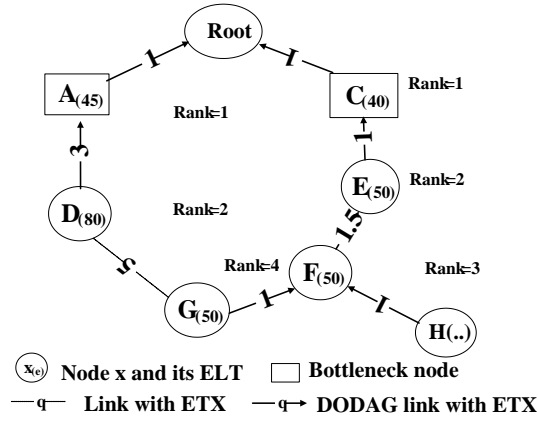 Root
1
1
A(45)
C(40)
Rank=1
Rank=1
3
1
E(50)
Rank=2
D(80)
Rank=2
1.5
5
Rank=4
F(50)
Rank=3
G(50)
1
1
H(..)
x(e) Node x and its ELT
Bottleneck node
q Link with ETX
q DODAG link with ETX